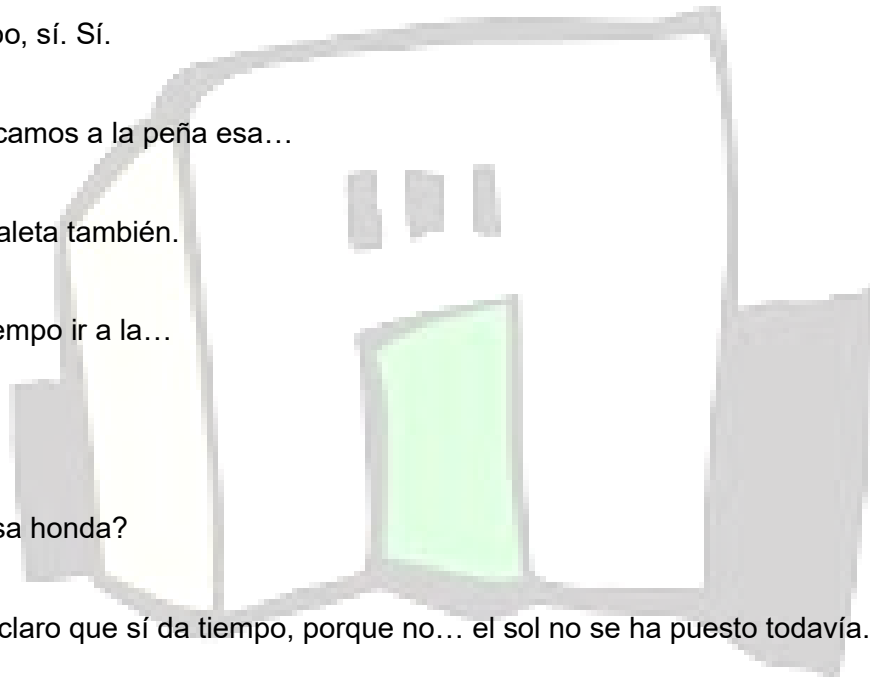 po, sí. Sí.
camos a la peña esa…
aleta también.
empo ir a la…
sa honda?
claro que sí da tiempo, porque no… el sol no se ha puesto todavía.